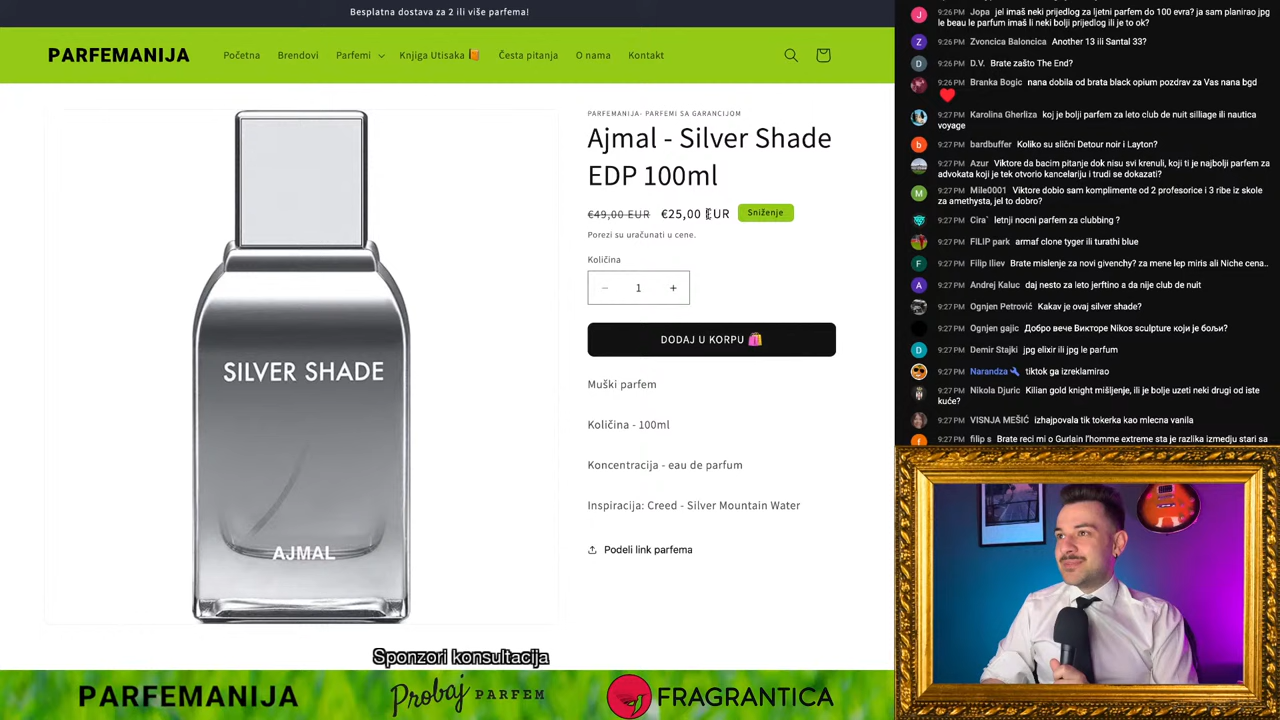 Besplatna dostava za 2 ili više parfema!
PARFEMANIJA
Početna
Brendovi
Parfemi
Knjiga Utisaka
Česta pitanja
O nama
Kontakt
SILVER SHADE
AJMAL
PARFEMANIJA- PARFEMI SA GARANCIJOM
Ajmal - Silver Shade
EDP 100ml
€49,00 EUR €25,00 EUR Sniženje
Porezi su uračunati u cene.
Količina
− 1 +
DODAJ U KORPU
Muški parfem
Količina - 100ml
Koncentracija - eau de parfum
Inspiracija: Creed - Silver Mountain Water
Podeli link parfema
Sponzori konsultacija
PARFEMANIJA
Probaj PARFEM
FRAGRANTICA
J 9:26 PM Jopa jel imaš neki prijedlog za ljetni parfem do 100 evra? ja sam planirao jpg
le beau le parfum imaš li neki bolji prijedlog ili je to ok?
Z 9:26 PM Zvoncica Baloncica Another 13 ili Santal 33?
D 9:26 PM D.V. Brate zašto The End?
9:26 PM Branka Bogic nana dobila od brata black opium pozdrav za Vas nana bgd
9:27 PM Karolina Gherliza koj je bolji parfem za leto club de nuit silliage ili nautica
voyage
b 9:27 PM bardbuffer Koliko su slični Detour noir i Layton?
9:27 PM Azur Viktore da bacim pitanje dok nisu svi krenuli, koji ti je najbolji parfem za
advokata koji je tek otvorio kancelariju i trudi se dokazati?
M 9:27 PM Mile0001 Viktore dobio sam komplimente od 2 profesorice i 3 ribe iz skole
za amethysta, jel to dobro?
9:27 PM Cira` letnji nocni parfem za clubbing ?
9:27 PM FILIP park armaf clone tyger ili turathi blue
F 9:27 PM Filip Iliev Brate mislenje za novi givenchy? za mene lep miris ali Niche cena..
A 9:27 PM Andrej Kaluc daj nesto za leto jerftino a da nije club de nuit
9:27 PM Ognjen Petrović Kakav je ovaj silver shade?
9:27 PM Ognjen gajic Добро вече Викторе Nikos sculpture који је бољи?
D 9:27 PM Demir Stajki jpg elixir ili jpg le parfum
9:27 PM Narandza tiktok ga izreklamirao
9:27 PM Nikola Djuric Kilian gold knight mišljenje, ili je bolje uzeti neki drugi od iste
kuće?
9:27 PM VISNJA MEŠIĆ izhajpovala tik tokerka kao mlecna vanila
f 9:27 PM filip s Brate reci mi o Gurlain l'homme extreme sta je razlika izmedju stari sa